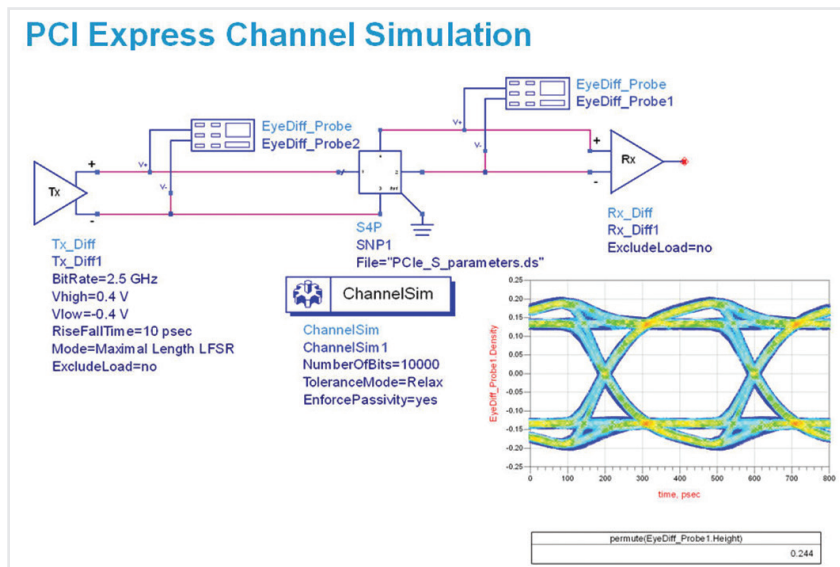 PCI Express Channel Simulation
EyeDiff_Probe
EyeDiff_Probe1
EyeDiff_Probe
EyeDiff_Probe2
V+
V-
V+
V-
+
-
Tx
1
2
3
4
Ref
+
-
Rx
S4P
SNP1
File="PCIe_S_parameters.ds"
Tx_Diff
Tx_Diff1
BitRate=2.5 GHz
Vhigh=0.4 V
Vlow=-0.4 V
RiseFallTime=10 psec
Mode=Maximal Length LFSR
ExcludeLoad=no
Rx_Diff
Rx_Diff1
ExcludeLoad=no
ChannelSim
ChannelSim
ChannelSim1
NumberOfBits=10000
ToleranceMode=Relax
EnforcePassivity=yes
EyeDiff_Probe1.Density
0.25
0.20
0.15
0.10
0.05
0.00
-0.05
-0.10
-0.15
-0.20
-0.25
0 100 200 300 400 500 600 700 800
time, psec
permute(EyeDiff_Probe1.Height)
0.244